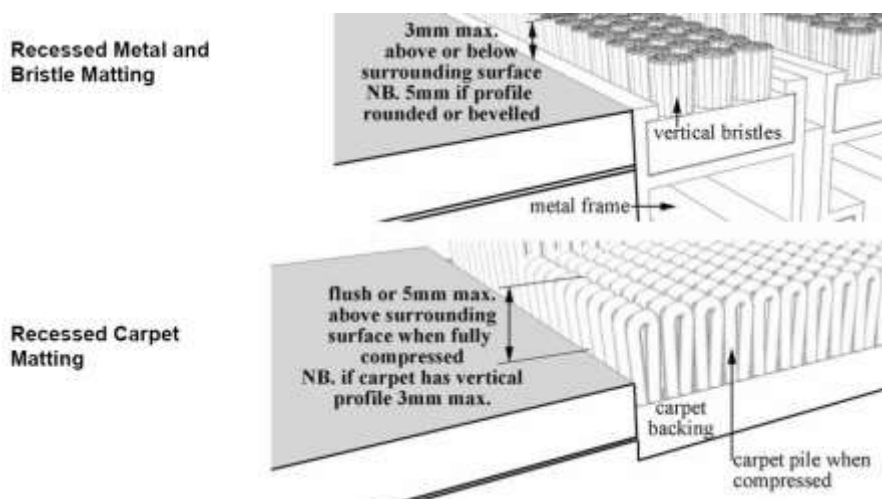 Recessed Metal and
Bristle Matting
3mm max.
above or below
surrounding surface
NB. 5mm if profile
rounded or bevelled
vertical bristles
metal frame
Recessed Carpet
Matting
flush or 5mm max.
above surrounding
surface when fully
compressed
NB. if carpet has vertical
profile 3mm max.
carpet
backing
carpet pile when
compressed